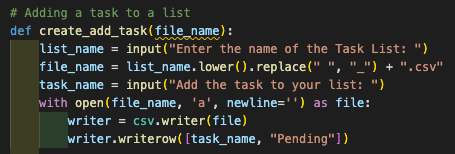 # Adding a task to a list
def create_add_task(file_name):
    list_name = input("Enter the name of the Task List: ")
    file_name = list_name.lower().replace(" ", "_") + ".csv"
    task_name = input("Add the task to your list: ")
    with open(file_name, 'a', newline='') as file:
        writer = csv.writer(file)
        writer.writerow([task_name, "Pending"])